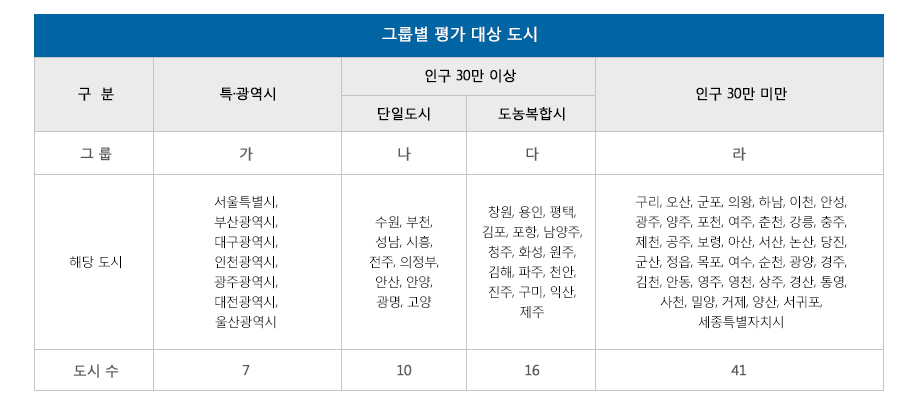 그룹별 평가 대상 도시
구 분
특·광역시
인구 30만 이상
인구 30만 미만
단일도시
도농복합시
그 룹
가
나
다
라
해당 도시
서울특별시,
부산광역시,
대구광역시,
인천광역시,
광주광역시,
대전광역시,
울산광역시
수원, 부천,
성남, 시흥,
전주, 의정부,
안산, 안양,
광명, 고양
창원, 용인, 평택,
김포, 포항, 남양주,
청주, 화성, 원주,
김해, 파주, 천안,
진주, 구미, 익산,
제주
구리, 오산, 군포, 의왕, 하남, 이천, 안성,
광주, 양주, 포천, 여주, 춘천, 강릉, 충주,
제천, 공주, 보령, 아산, 서산, 논산, 당진,
군산, 정읍, 목포, 여수, 순천, 광양, 경주,
김천, 안동, 영주, 영천, 상주, 경산, 통영,
사천, 밀양, 거제, 양산, 서귀포,
세종특별자치시
도시 수
7
10
16
41